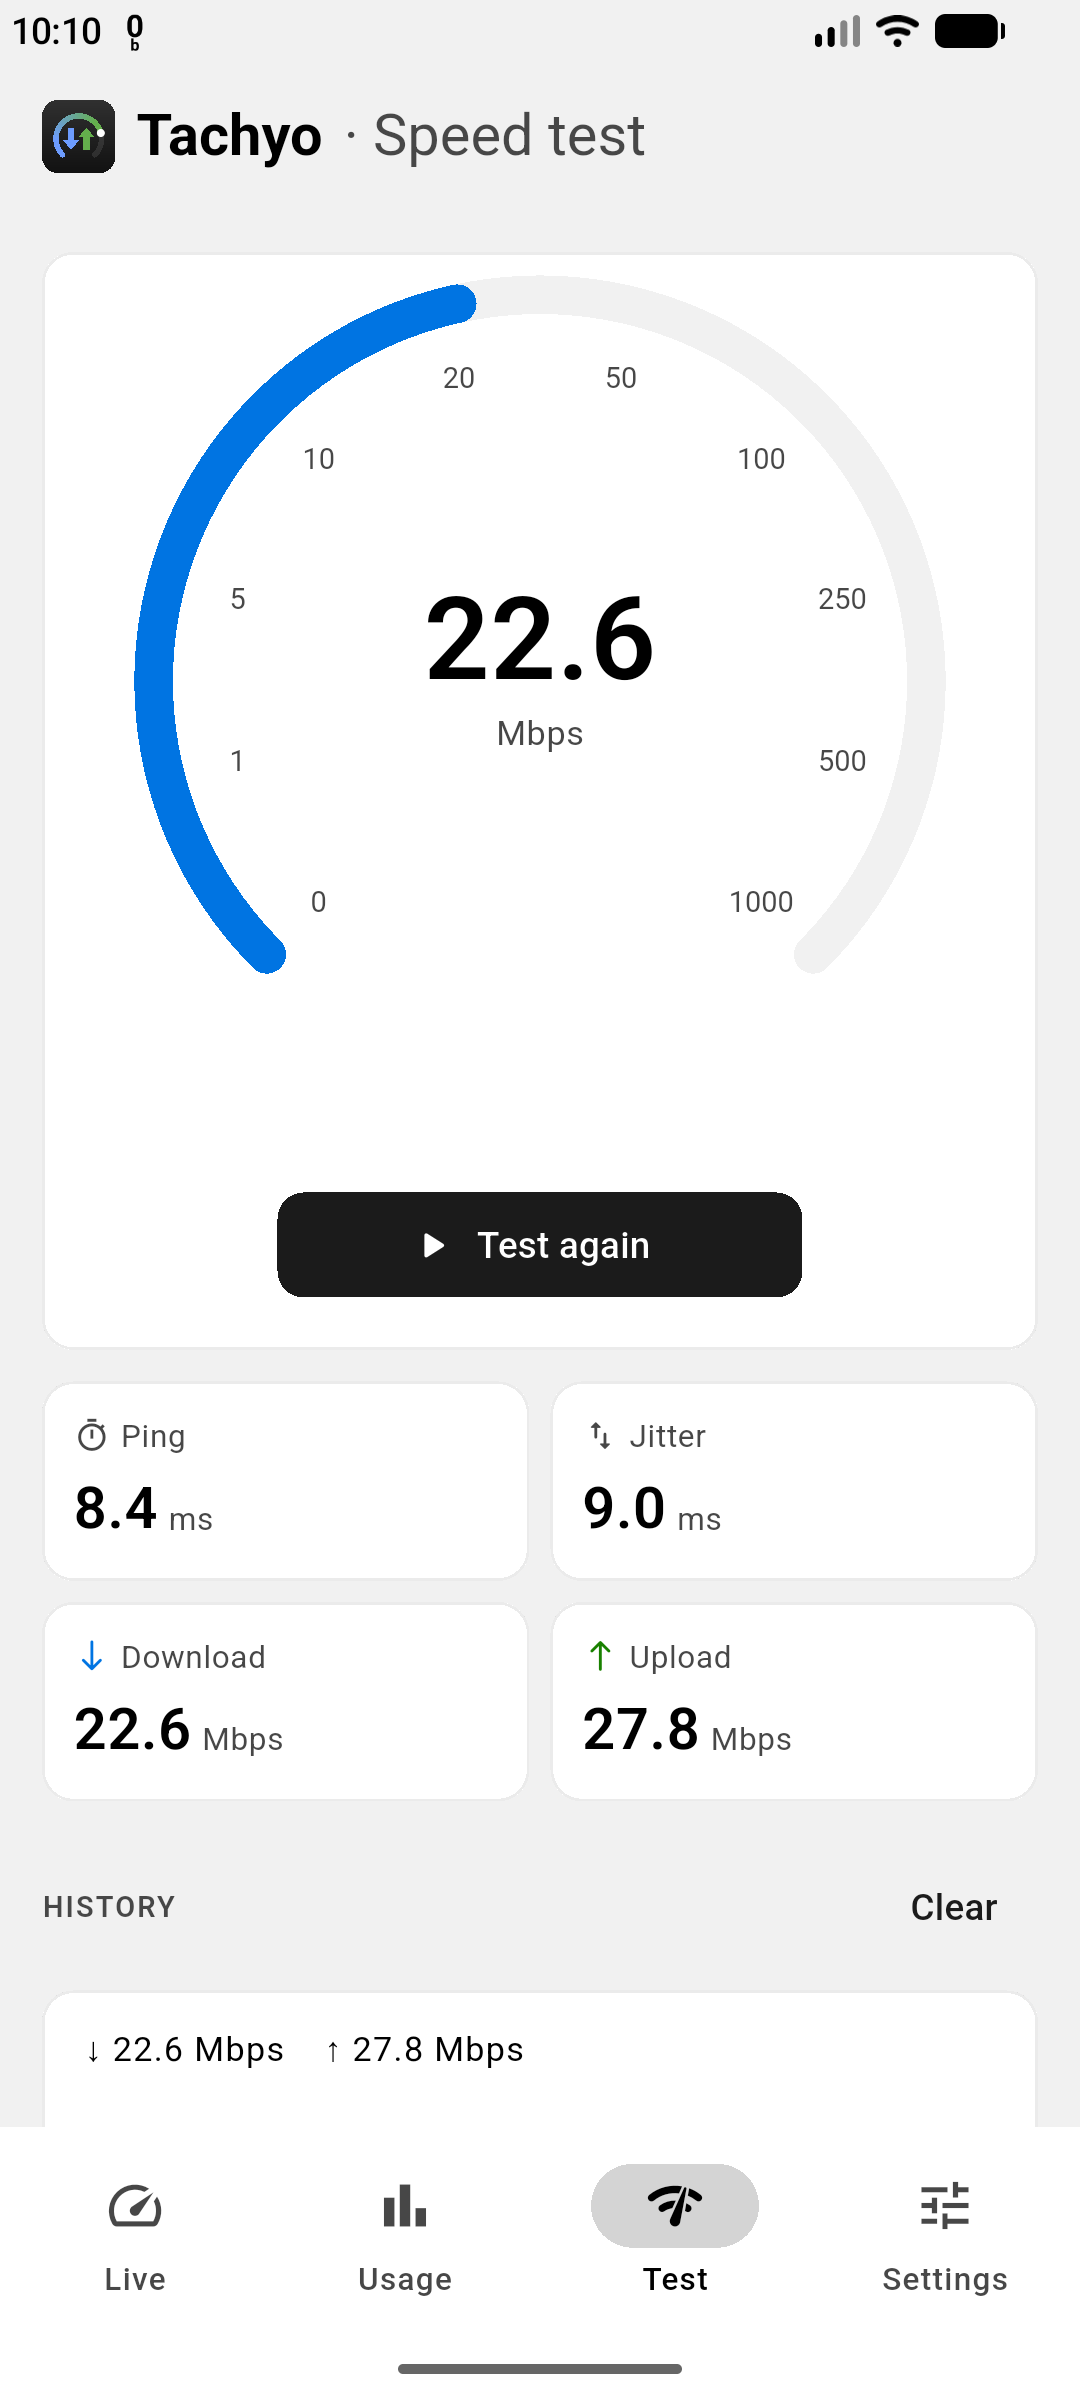 10:10 0 b
Tachyo · Speed test
20 50
10 100
5 250
22.6
Mbps
1 500
0 1000
Test again
Ping Jitter
8.4 ms 9.0 ms
Download Upload
22.6 Mbps 27.8 Mbps
HISTORY Clear
↓ 22.6 Mbps ↑ 27.8 Mbps
Live Usage Test Settings